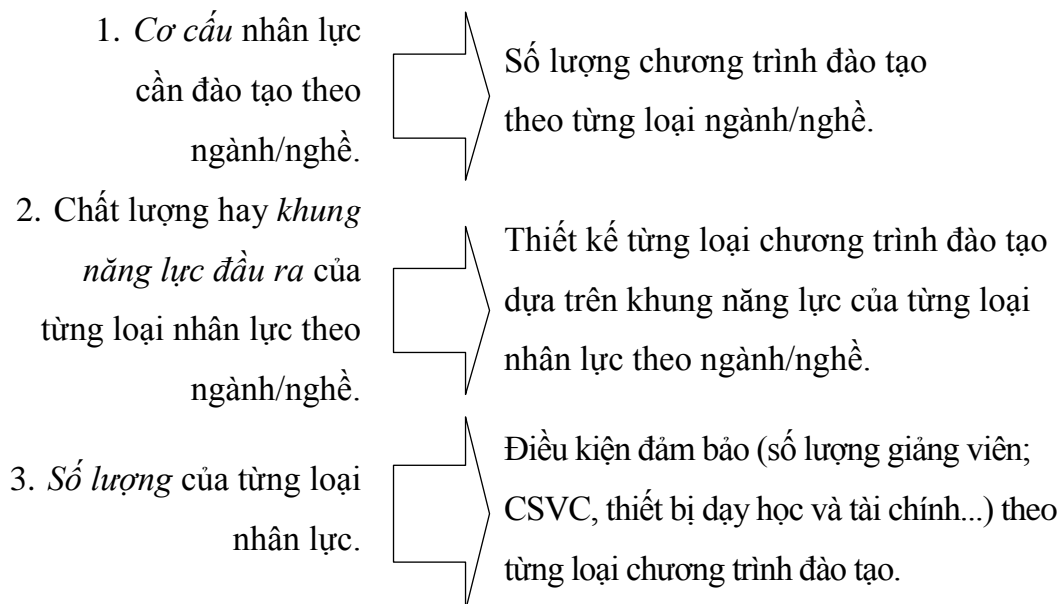 1. Cơ cấu nhân lực
cần đào tạo theo
ngành/nghề.
Số lượng chương trình đào tạo
theo từng loại ngành/nghề.
2. Chất lượng hay khung
năng lực đầu ra của
từng loại nhân lực theo
ngành/nghề.
Thiết kế từng loại chương trình đào tạo
dựa trên khung năng lực của từng loại
nhân lực theo ngành/nghề.
3. Số lượng của từng loại
nhân lực.
Điều kiện đảm bảo (số lượng giảng viên;
CSVC, thiết bị dạy học và tài chính...) theo
từng loại chương trình đào tạo.